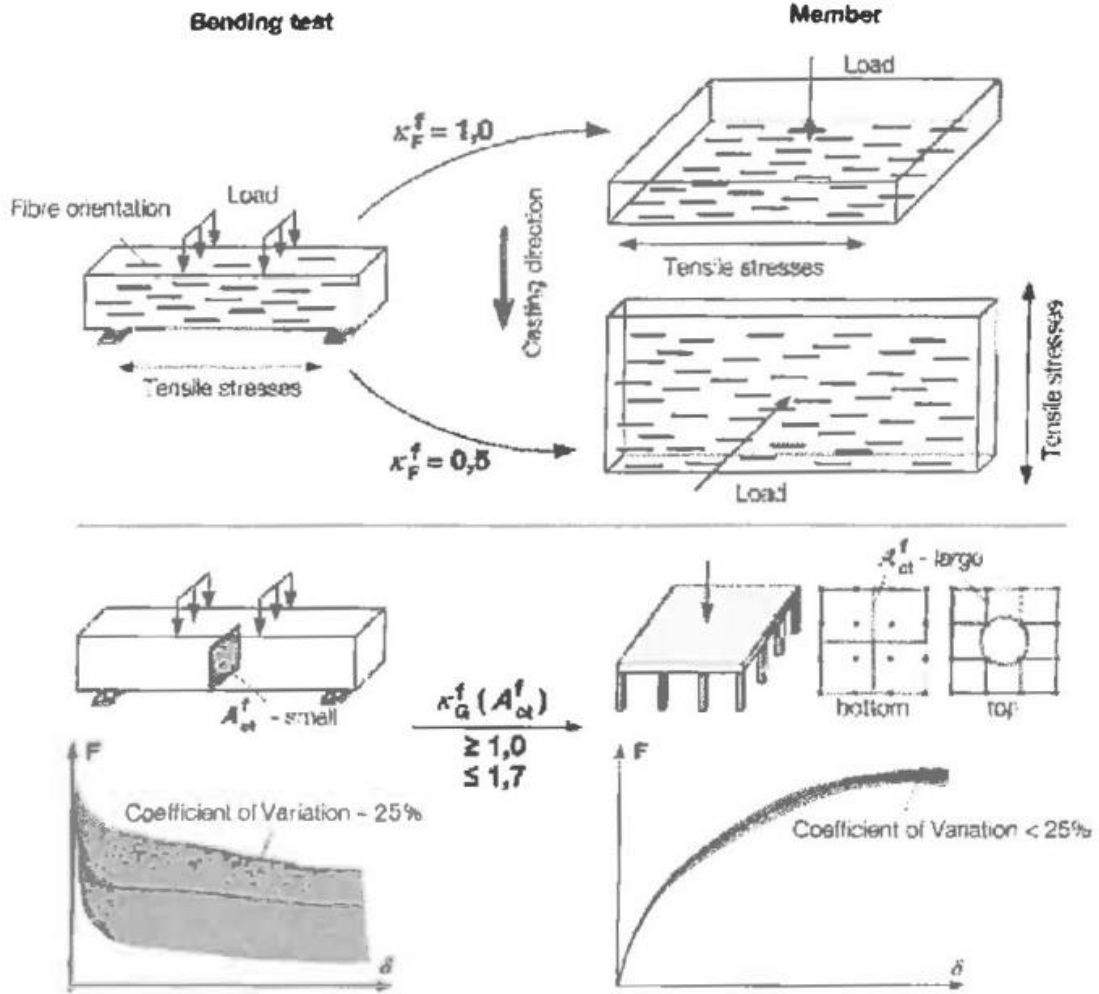 Bending test
Member
Load
κ_F^f = 1,0
Fibre orientation
Load
Casting direction
Tensile stresses
Tensile stresses
Tensile stresses
κ_F^f = 0,5
Load
A_ct^f - large
A_ct^f - small
κ_G^f (A_ct^f)
≥ 1,0
≤ 1,7
bottom
top
F
Coefficient of Variation ~ 25%
δ
F
Coefficient of Variation < 25%
δ